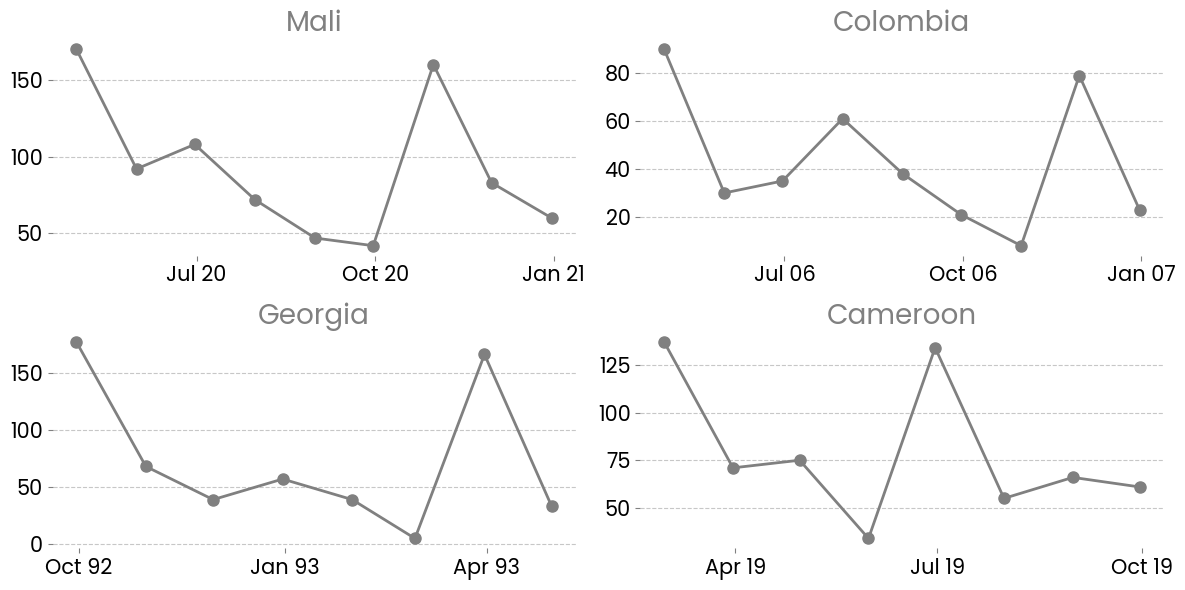 Mali
150
100
50
Jul 20
Oct 20
Jan 21
Colombia
80
60
40
20
Jul 06
Oct 06
Jan 07
Georgia
150
100
50
0
Oct 92
Jan 93
Apr 93
Cameroon
125
100
75
50
Apr 19
Jul 19
Oct 19